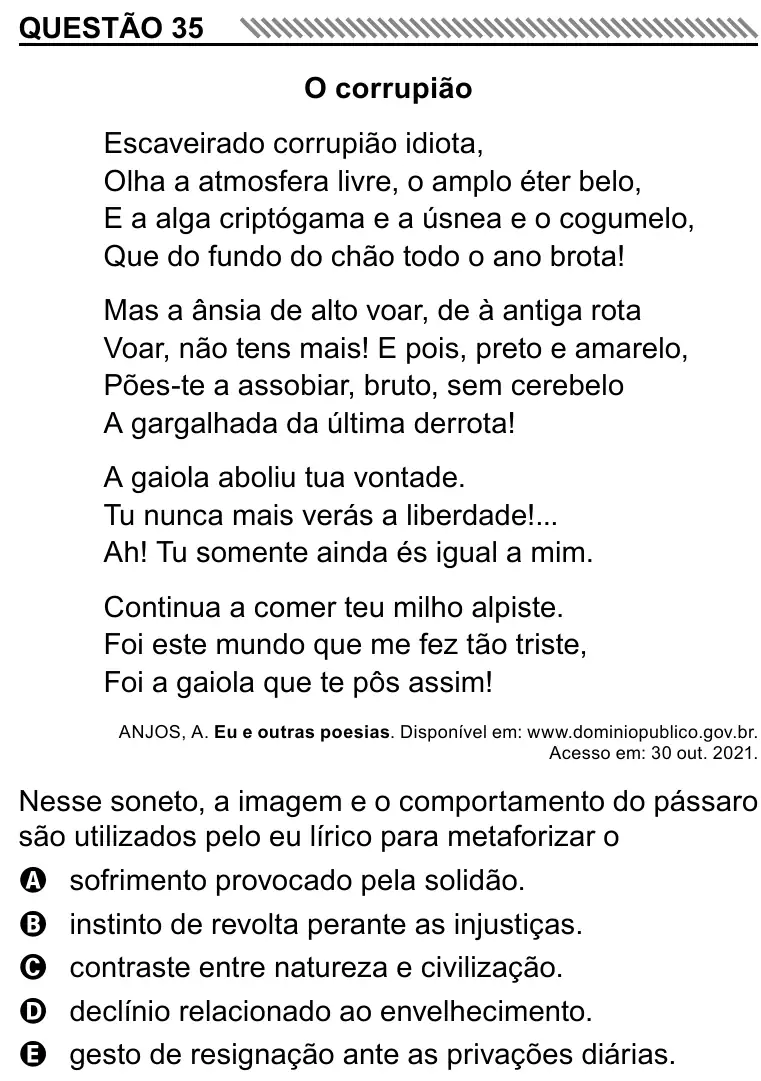 QUESTÃO 35
O corrupião
Escaveirado corrupião idiota,
Olha a atmosfera livre, o amplo éter belo,
E a alga criptógama e a úsnea e o cogumelo,
Que do fundo do chão todo o ano brota!
Mas a ânsia de alto voar, de à antiga rota
Voar, não tens mais! E pois, preto e amarelo,
Pões-te a assobiar, bruto, sem cerebelo
A gargalhada da última derrota!
A gaiola aboliu tua vontade.
Tu nunca mais verás a liberdade!...
Ah! Tu somente ainda és igual a mim.
Continua a comer teu milho alpiste.
Foi este mundo que me fez tão triste,
Foi a gaiola que te pôs assim!
ANJOS, A. Eu e outras poesias. Disponível em: www.dominiopublico.gov.br.
Acesso em: 30 out. 2021.
Nesse soneto, a imagem e o comportamento do pássaro
são utilizados pelo eu lírico para metaforizar o
A sofrimento provocado pela solidão.
B instinto de revolta perante as injustiças.
C contraste entre natureza e civilização.
D declínio relacionado ao envelhecimento.
E gesto de resignação ante as privações diárias.